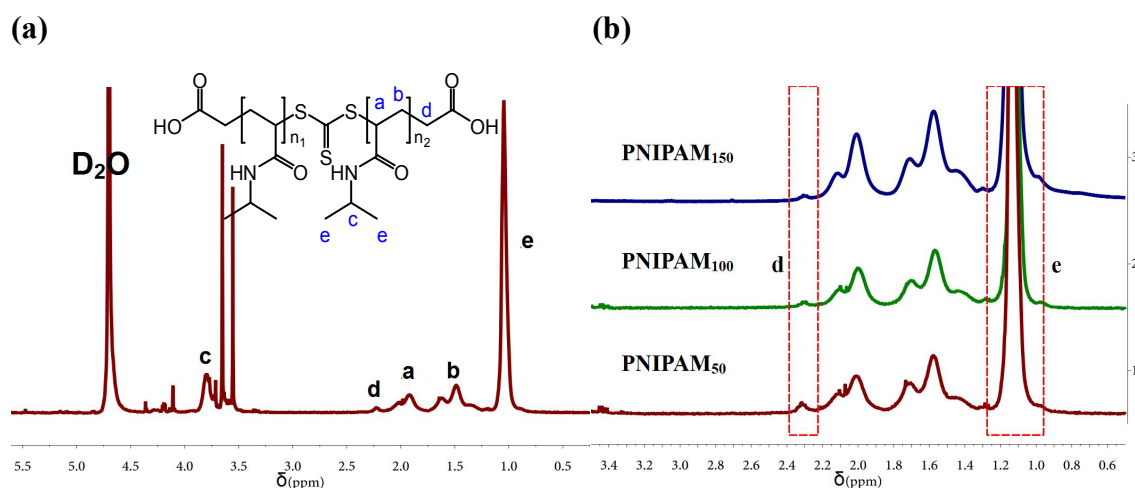 (a)
(b)
O
HO
n1
S
S
S
a
b
d
n2
O
OH
HN
O
HN
O
c
e
e
D2O
c
d
a
b
e
5.5 5.0 4.5 4.0 3.5 3.0 2.5 2.0 1.5 1.0 0.5
δ(ppm)
PNIPAM150
PNIPAM100
PNIPAM50
d
e
3
2
1
3.4 3.0 2.6 2.4 2.2 2.0 1.8 1.6 1.4 1.2 1.0 0.8 0.6
δ(ppm)